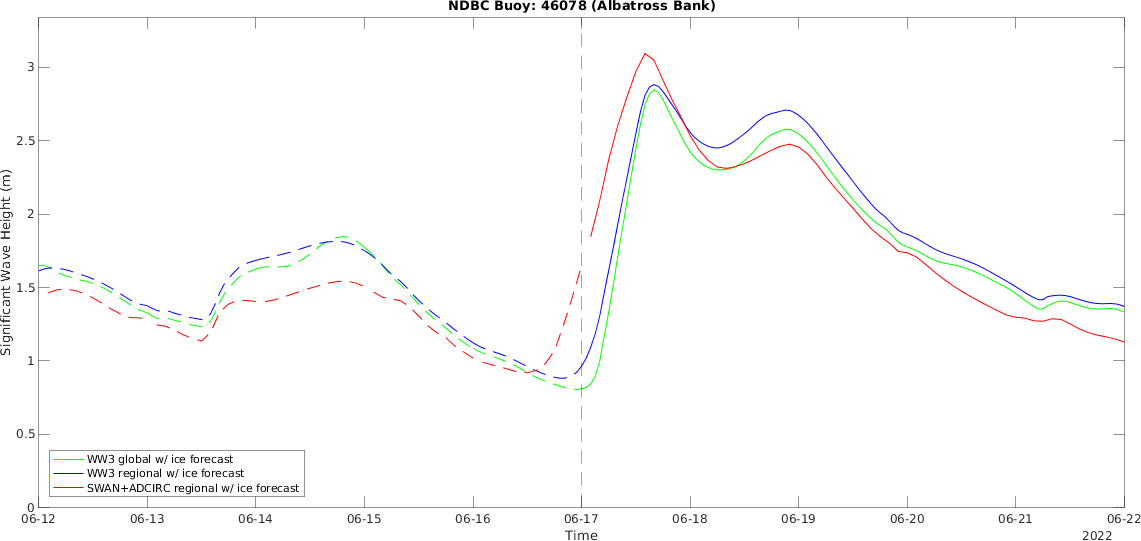 NDBC Buoy: 46078 (Albatross Bank)
Significant Wave Height (m)
3
2.5
2
1.5
1
0.5
0
WW3 global w/ ice forecast
WW3 regional w/ ice forecast
SWAN+ADCIRC regional w/ ice forecast
06-12 06-13 06-14 06-15 06-16 06-17 06-18 06-19 06-20 06-21 06-22
Time
2022